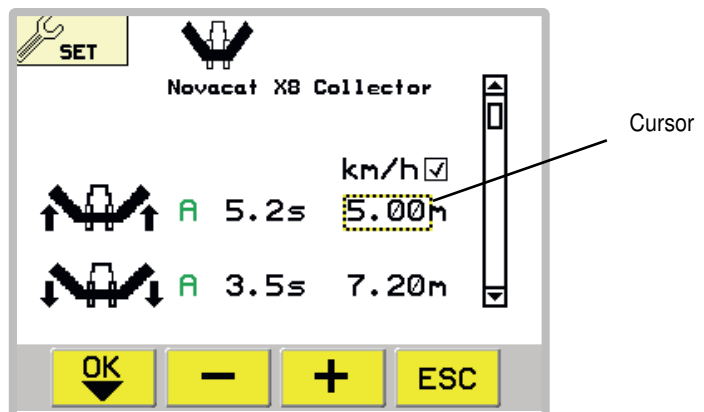 SET
Novacat X8 Collector
Cursor
km/h
A 5.2s 5.00m
A 3.5s 7.20m
OK - + ESC